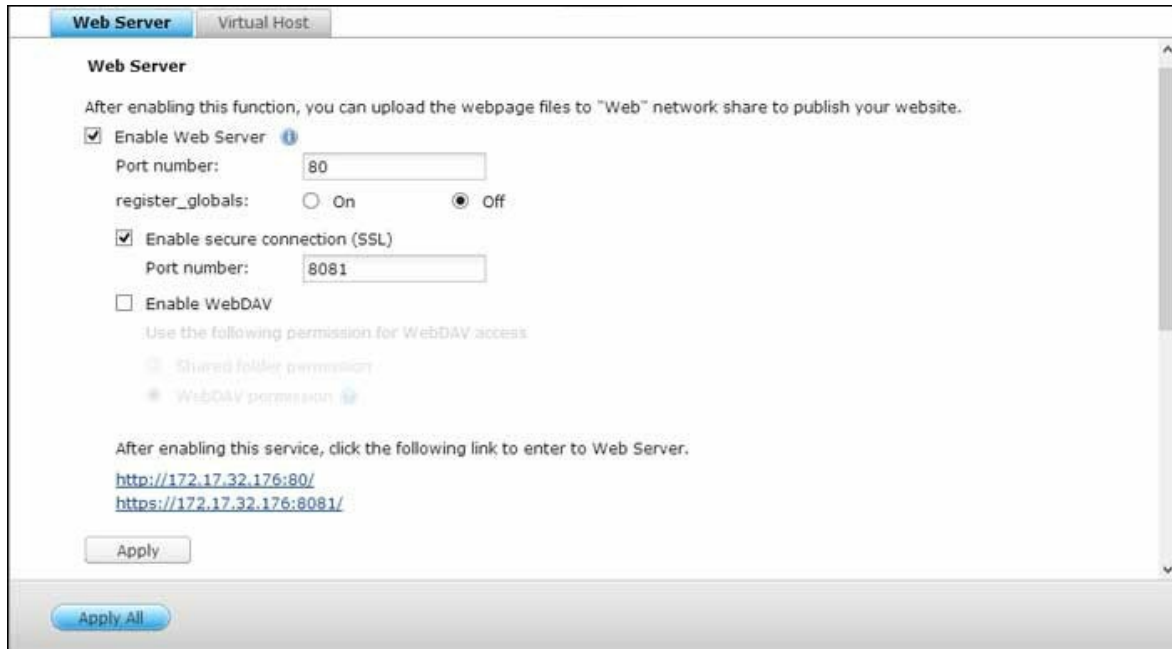 Web Server Virtual Host
Web Server
After enabling this function, you can upload the webpage files to "Web" network share to publish your website.
Enable Web Server
Port number: 80
register_globals: On Off
Enable secure connection (SSL)
Port number: 8081
Enable WebDAV
Use the following permission for WebDAV access
Shared folder permission
WebDAV permission
After enabling this service, click the following link to enter to Web Server.
http://172.17.32.176:80/
https://172.17.32.176:8081/
Apply
Apply All